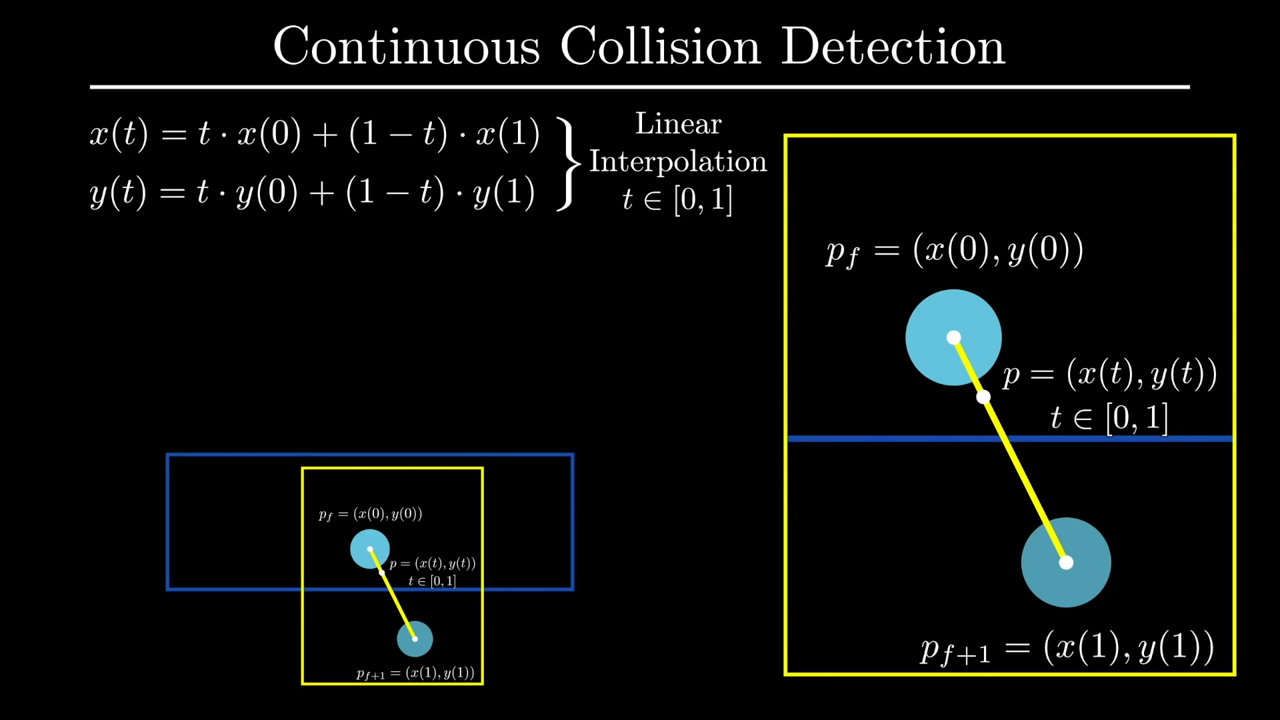 Continuous Collision Detection
x(t) = t · x(0) + (1 − t) · x(1)
y(t) = t · y(0) + (1 − t) · y(1)
Linear
Interpolation
t ∈ [0, 1]
p_f = (x(0), y(0))
p = (x(t), y(t))
t ∈ [0, 1]
p_{f+1} = (x(1), y(1))
p_f = (x(0), y(0))
p = (x(t), y(t))
t ∈ [0, 1]
p_{f+1} = (x(1), y(1))